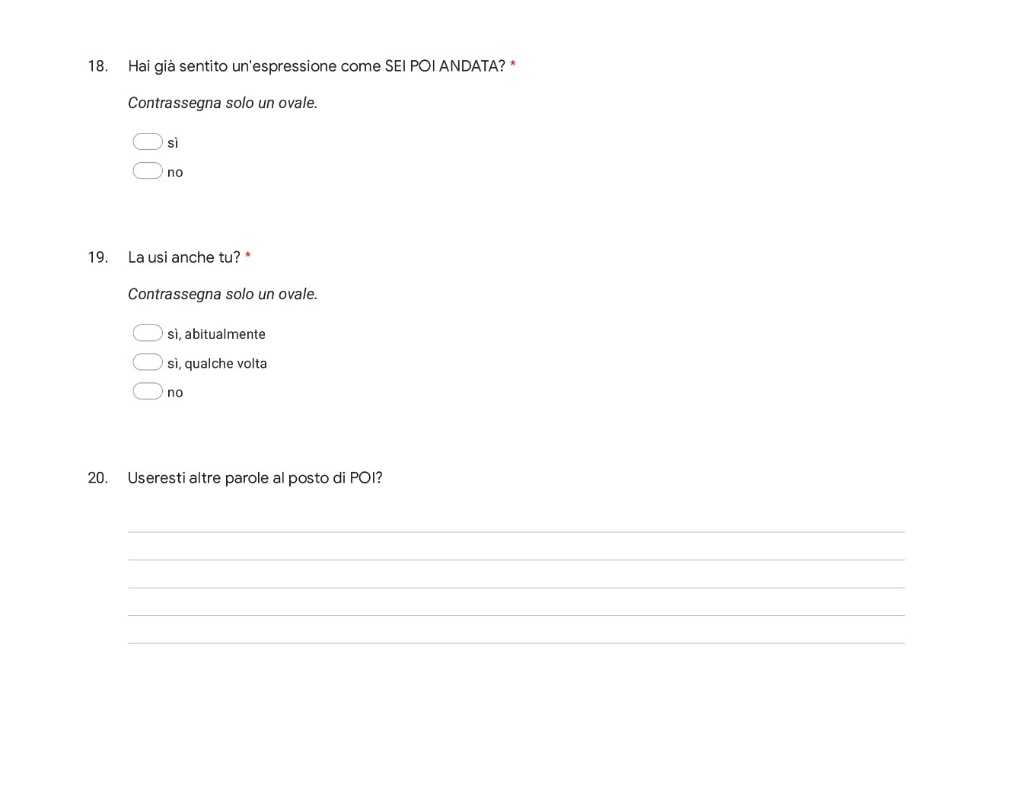 18. Hai già sentito un'espressione come SEI POI ANDATA? *
Contrassegna solo un ovale.
sì
no
19. La usi anche tu? *
Contrassegna solo un ovale.
sì, abitualmente
sì, qualche volta
no
20. Useresti altre parole al posto di POI?